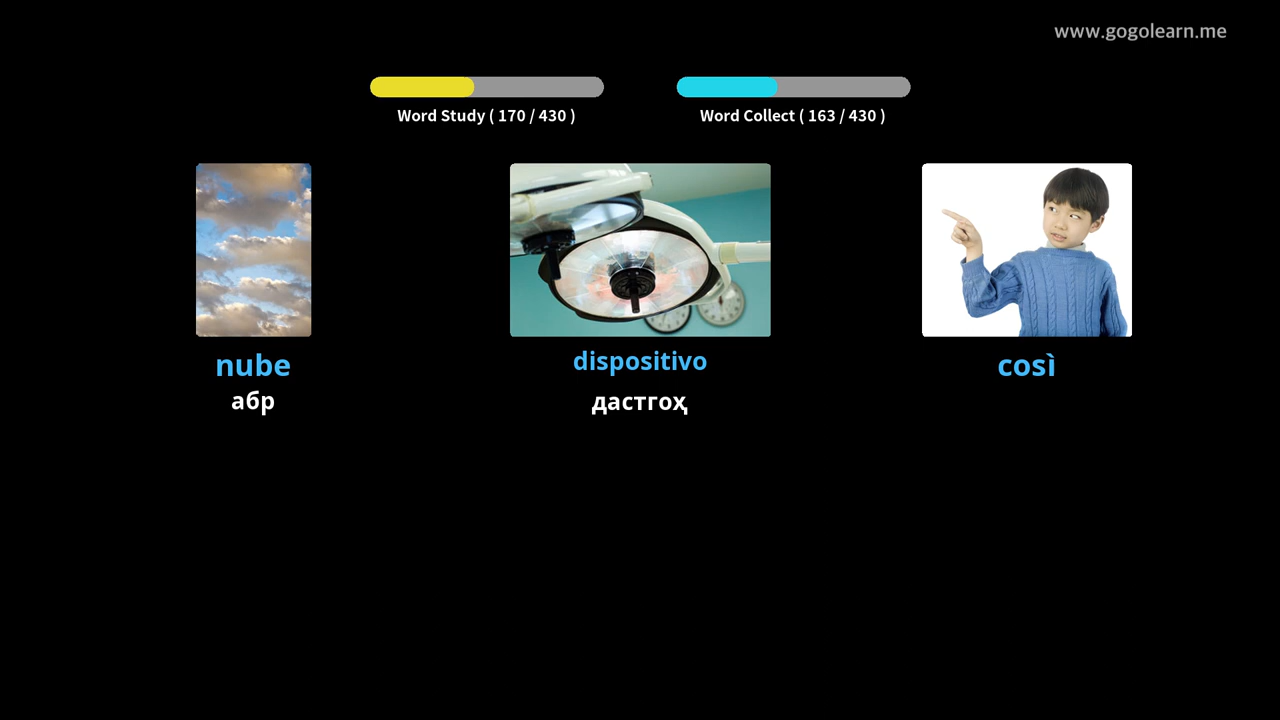 www.gogolearn.me
Word Study ( 170 / 430 )
Word Collect ( 163 / 430 )
nube
dispositivo
così
абр
дастгоҳ